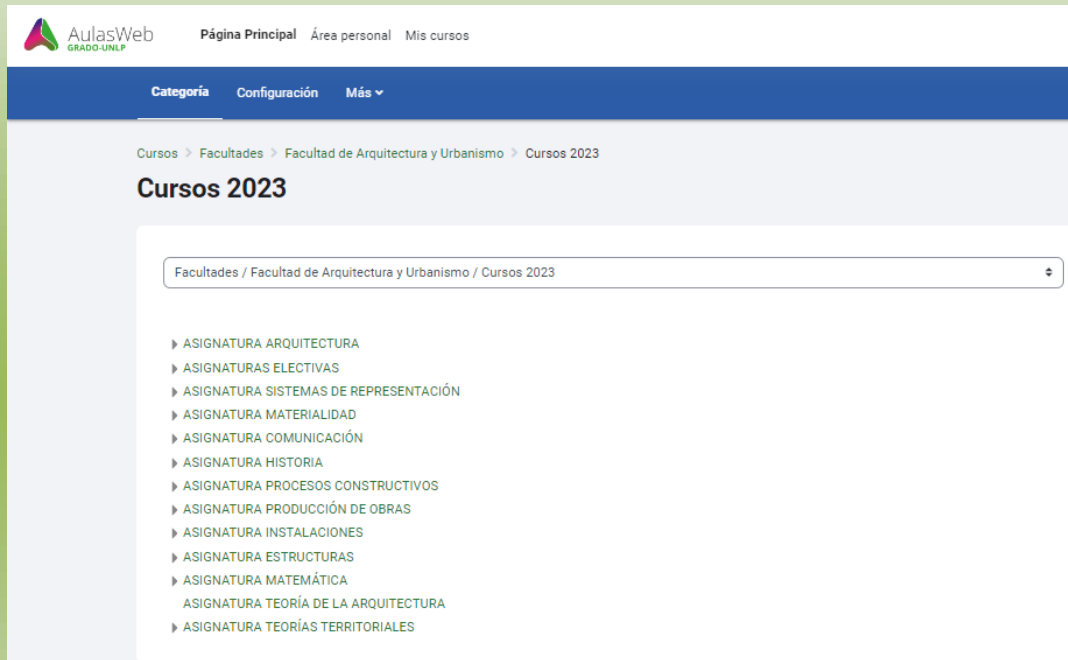 AulasWeb
GRADO-UNLP
Página Principal Área personal Mis cursos
Categoría Configuración Más
Cursos > Facultades > Facultad de Arquitectura y Urbanismo > Cursos 2023
Cursos 2023
Facultades / Facultad de Arquitectura y Urbanismo / Cursos 2023
ASIGNATURA ARQUITECTURA
ASIGNATURAS ELECTIVAS
ASIGNATURA SISTEMAS DE REPRESENTACIÓN
ASIGNATURA MATERIALIDAD
ASIGNATURA COMUNICACIÓN
ASIGNATURA HISTORIA
ASIGNATURA PROCESOS CONSTRUCTIVOS
ASIGNATURA PRODUCCIÓN DE OBRAS
ASIGNATURA INSTALACIONES
ASIGNATURA ESTRUCTURAS
ASIGNATURA MATEMÁTICA
ASIGNATURA TEORÍA DE LA ARQUITECTURA
ASIGNATURA TEORÍAS TERRITORIALES